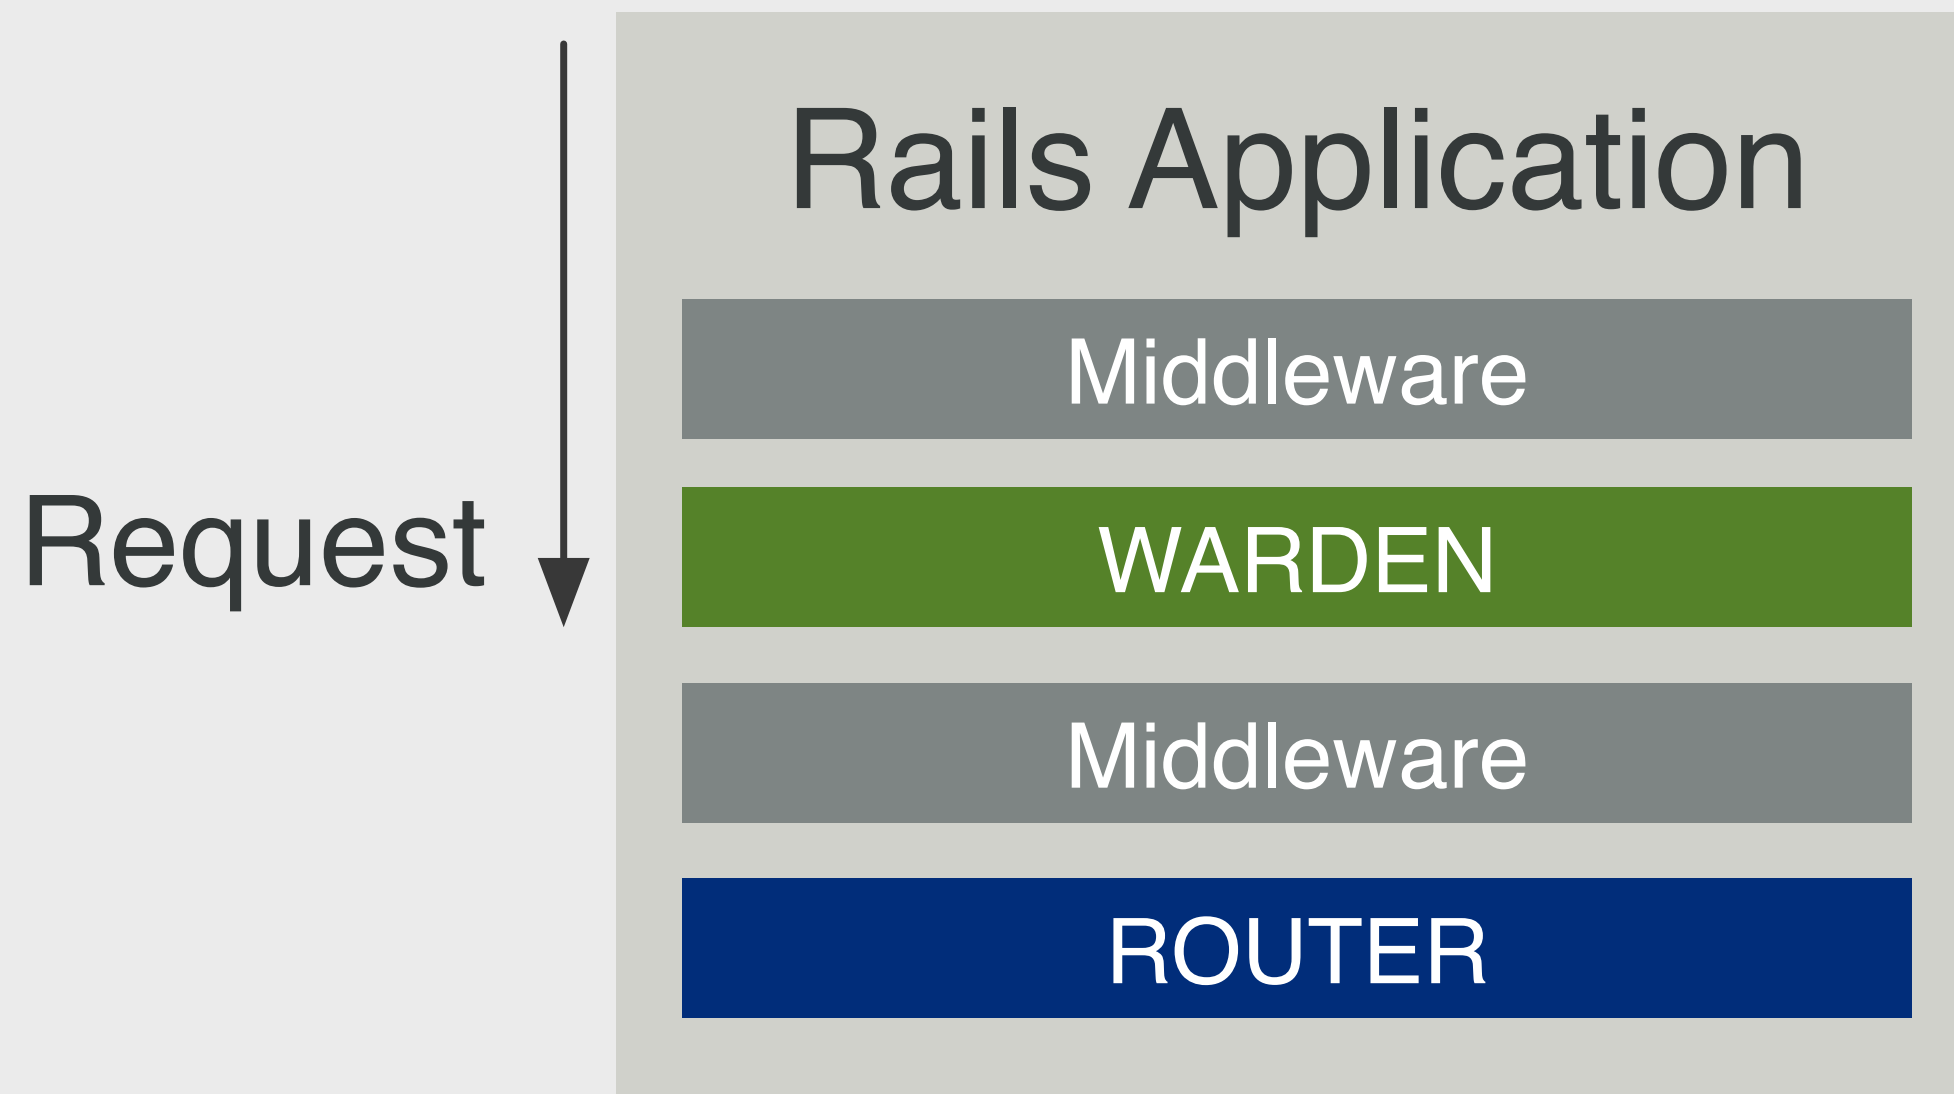 Rails Application
Middleware
Request
WARDEN
Middleware
ROUTER